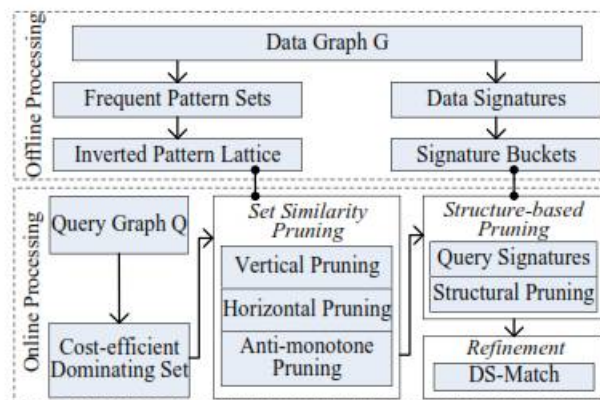 Offline Processing
Data Graph G
Frequent Pattern Sets
Data Signatures
Inverted Pattern Lattice
Signature Buckets
Online Processing
Query Graph Q
Cost-efficient
Dominating Set
Set Similarity
Pruning
Vertical Pruning
Horizontal Pruning
Anti-monotone
Pruning
Structure-based
Pruning
Query Signatures
Structural Pruning
Refinement
DS-Match